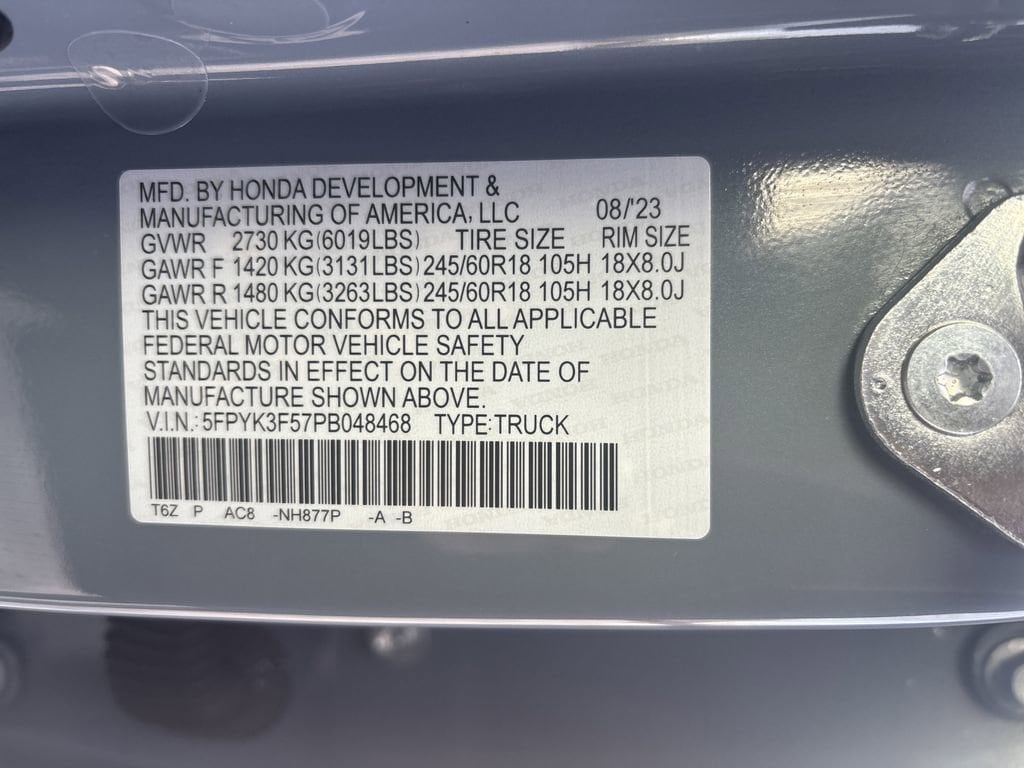 MFD. BY HONDA DEVELOPMENT &
MANUFACTURING OF AMERICA, LLC 08/'23
GVWR 2730 KG(6019LBS) TIRE SIZE RIM SIZE
GAWR F 1420 KG(3131LBS) 245/60R18 105H 18X8.0J
GAWR R 1480 KG(3263LBS) 245/60R18 105H 18X8.0J
THIS VEHICLE CONFORMS TO ALL APPLICABLE
FEDERAL MOTOR VEHICLE SAFETY
STANDARDS IN EFFECT ON THE DATE OF
MANUFACTURE SHOWN ABOVE.
V.I.N.: 5FPYK3F57PB048468 TYPE: TRUCK
T6Z P AC8 -NH877P -A -B